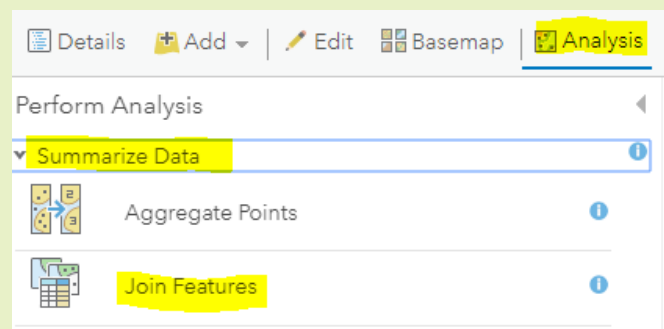 Details Add Edit Basemap Analysis
Perform Analysis
Summarize Data
Aggregate Points
Join Features